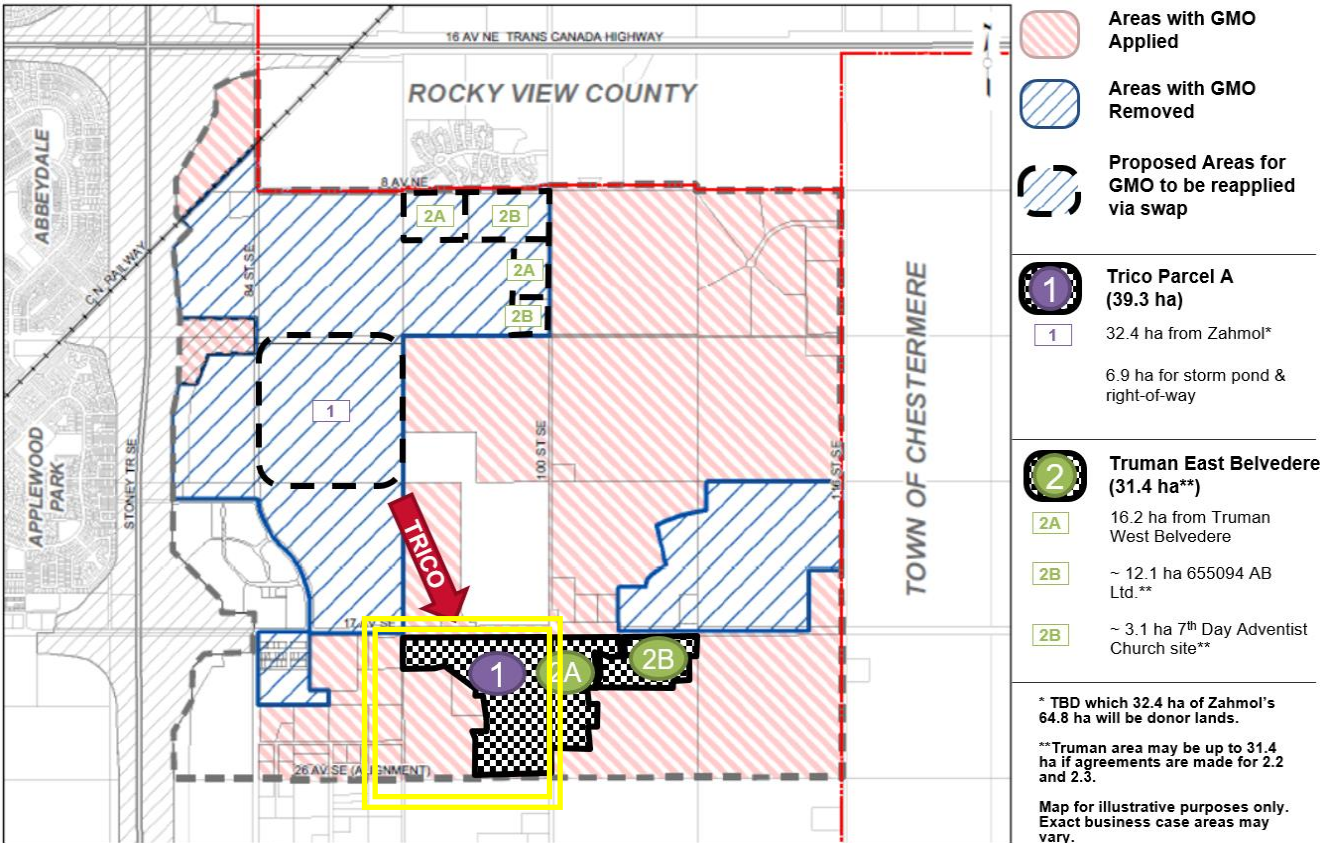 16 AV NE TRANS CANADA HIGHWAY
ROCKY VIEW COUNTY
ABBEYDALE
8 AV NE
2A
2B
84 ST SE
C.N. RAILWAY
2A
2B
1
APPLEWOOD
PARK
STONEY TR SE
100 ST SE
116 ST SE
TOWN OF CHESTERMERE
TRICO
17 AV SE
1
2A
2B
26 AV SE (ALIGNMENT)
Areas with GMO
Applied
Areas with GMO
Removed
Proposed Areas for
GMO to be reapplied
via swap
1
Trico Parcel A
(39.3 ha)
1
32.4 ha from Zahmol*
6.9 ha for storm pond &
right-of-way
2
Truman East Belvedere
(31.4 ha**)
2A
16.2 ha from Truman
West Belvedere
2B
~ 12.1 ha 655094 AB
Ltd.**
2B
~ 3.1 ha 7th Day Adventist
Church site**
* TBD which 32.4 ha of Zahmol's
64.8 ha will be donor lands.
**Truman area may be up to 31.4
ha if agreements are made for 2.2
and 2.3.
Map for illustrative purposes only.
Exact business case areas may
vary.